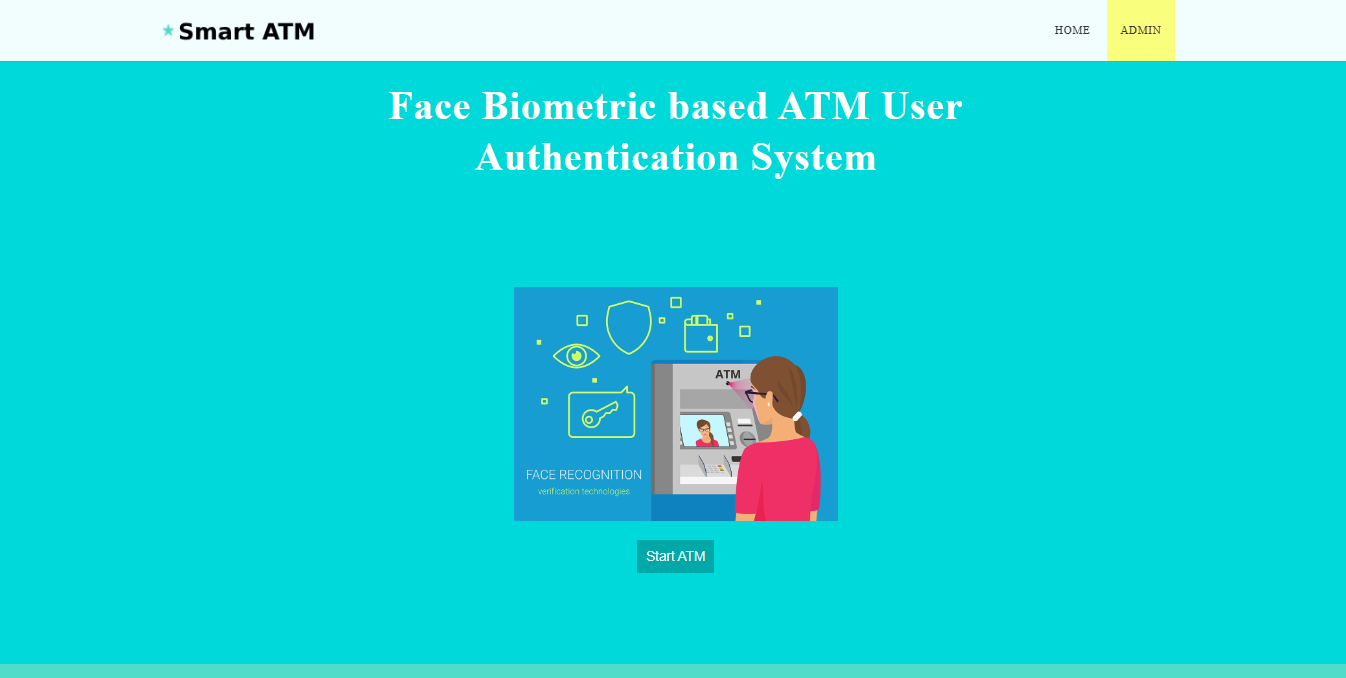 Smart ATM
HOME
ADMIN
Face Biometric based ATM User
Authentication System
ATM
FACE RECOGNITION
verification technologies
Start ATM